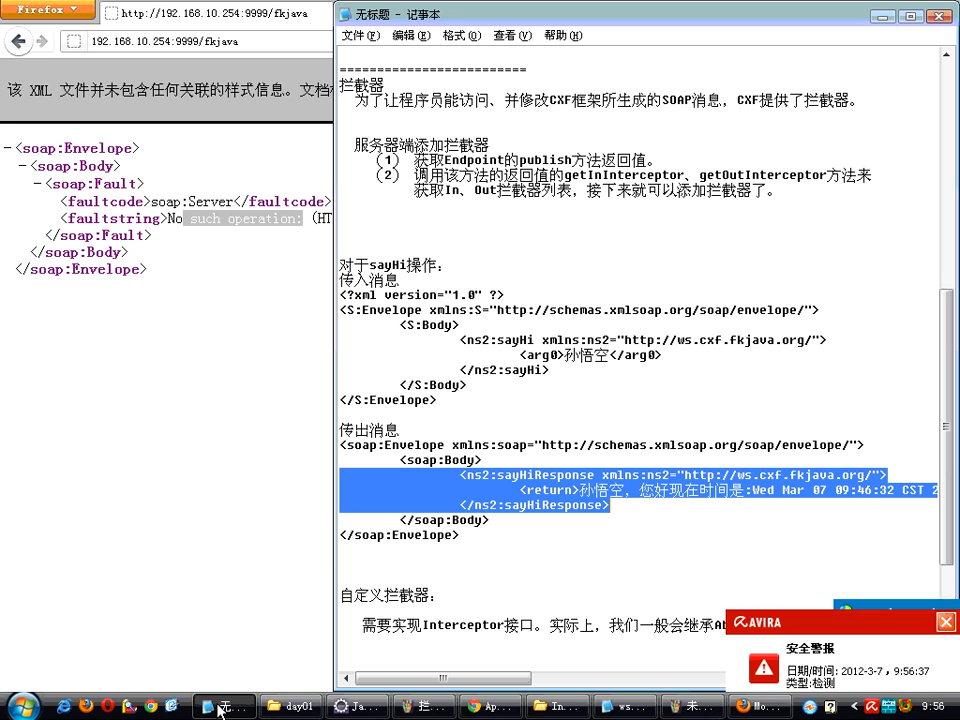 Firefox
http://192.168.10.254:9999/fkjava
192.168.10.254:9999/fkjava
该 XML 文件并未包含任何关联的样式信息。文档
−<soap:Envelope>
−<soap:Body>
−<soap:Fault>
<faultcode>soap:Server</faultcode>
<faultstring>No such operation: (HT
</soap:Fault>
</soap:Body>
</soap:Envelope>
无标题 - 记事本
文件(F) 编辑(E) 格式(O) 查看(V) 帮助(H)
=========================
拦截器
为了让程序员能访问、并修改CXF框架所生成的SOAP消息，CXF提供了拦截器。
服务器端添加拦截器
（1） 获取Endpoint的publish方法返回值。
（2） 调用该方法的返回值的getInInterceptor、getOutInterceptor方法来
获取In、Out拦截器列表，接下来就可以添加拦截器了。
对于sayHi操作：
传入消息
<?xml version="1.0" ?>
<S:Envelope xmlns:S="http://schemas.xmlsoap.org/soap/envelope/">
<S:Body>
<ns2:sayHi xmlns:ns2="http://ws.cxf.fkjava.org/">
<arg0>孙悟空</arg0>
</ns2:sayHi>
</S:Body>
</S:Envelope>
传出消息
<soap:Envelope xmlns:soap="http://schemas.xmlsoap.org/soap/envelope/">
<soap:Body>
<ns2:sayHiResponse xmlns:ns2="http://ws.cxf.fkjava.org/">
<return>孙悟空，您好现在时间是:Wed Mar 07 09:46:32 CST 2
</ns2:sayHiResponse>
</soap:Body>
</soap:Envelope>
自定义拦截器：
需要实现Interceptor接口。实际上，我们一般会继承Ab
AVIRA
安全警报
日期/时间: 2012-3-7，9:56:37
类型:检测
无... day01 Ja... 拦... Ap... In... ws... 未... Mo... 9:56